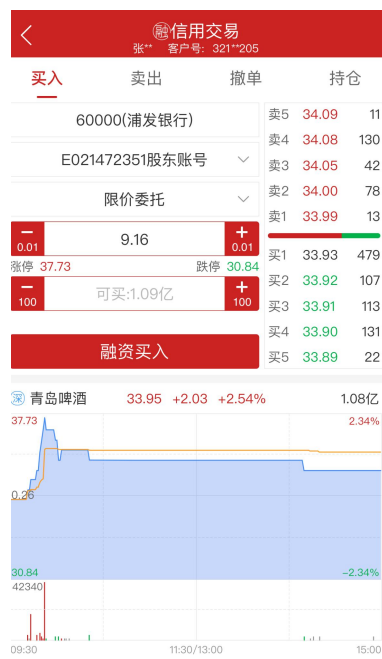 融 信用交易
张** 客户号: 321**205
买入 卖出 撤单 持仓
60000(浦发银行)
E021472351股东账号
限价委托
− 0.01 9.16 + 0.01
涨停 37.73 跌停 30.84
− 100 可买:1.09亿 + 100
融资买入
卖5 34.09 11
卖4 34.08 130
卖3 34.05 42
卖2 34.00 78
卖1 33.99 13
买1 33.93 479
买2 33.92 107
买3 33.91 113
买4 33.90 131
买5 33.89 22
深 青岛啤酒 33.95 +2.03 +2.54% 1.08亿
37.73 2.34%
0.26
30.84 −2.34%
42340
09:30 11:30/13:00 15:00